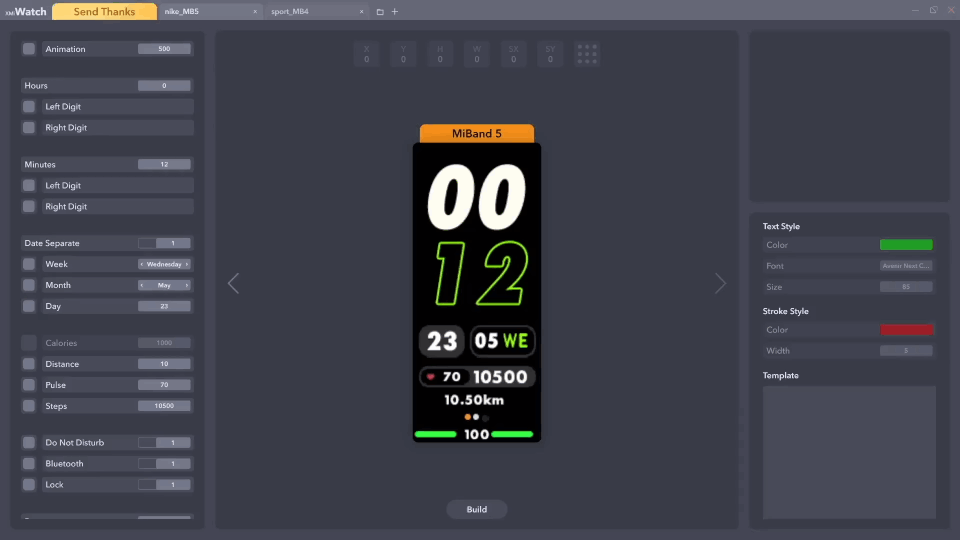 XMiWatch Send Thanks nike_MB5 × sport_MB4 × +
X Y H W SX SY
0 0 0 0 0 0
Animation 500
Hours 0
Left Digit
Right Digit
Minutes 12
Left Digit
Right Digit
Date Separate 1
Week ‹ Wednesday ›
Month ‹ May ›
Day 23
Calories 1000
Distance 10
Pulse 70
Steps 10500
Do Not Disturb 1
Bluetooth 1
Lock 1
MiBand 5
00
12
23 05 WE
70 10500
10.50km
100
Build
Text Style
Color
Font Avenir Next C...
Size 85
Stroke Style
Color
Width 5
Template